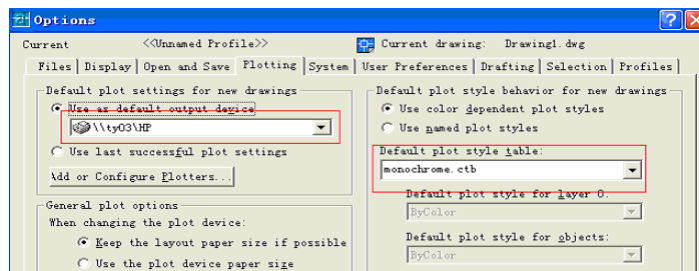 Options
Current <<Unnamed Profile>> Current drawing: Drawing1.dwg
Files Display Open and Save Plotting System User Preferences Drafting Selection Profiles
Default plot settings for new drawings
Use as default output device
\\ty03\HP
Use last successful plot settings
Add or Configure Plotters...
General plot options
When changing the plot device:
Keep the layout paper size if possible
Use the plot device paper size
Default plot style behavior for new drawings
Use color dependent plot styles
Use named plot styles
Default plot style table:
monochrome.ctb
Default plot style for layer 0:
ByColor
Default plot style for objects:
ByColor